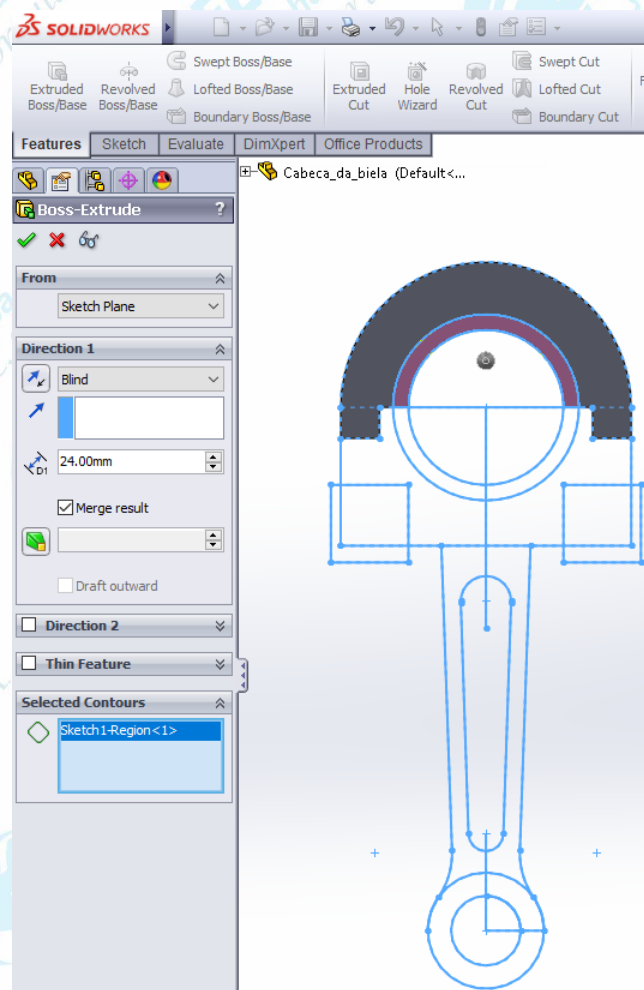 SOLIDWORKS
Extruded Boss/Base
Revolved Boss/Base
Swept Boss/Base
Lofted Boss/Base
Boundary Boss/Base
Extruded Cut
Hole Wizard
Revolved Cut
Swept Cut
Lofted Cut
Boundary Cut
Features Sketch Evaluate DimXpert Office Products
Cabeca_da_biela (Default<...
Boss-Extrude ?
From
Sketch Plane
Direction 1
Blind
D1 24.00mm
Merge result
Draft outward
Direction 2
Thin Feature
Selected Contours
Sketch1-Region<1>